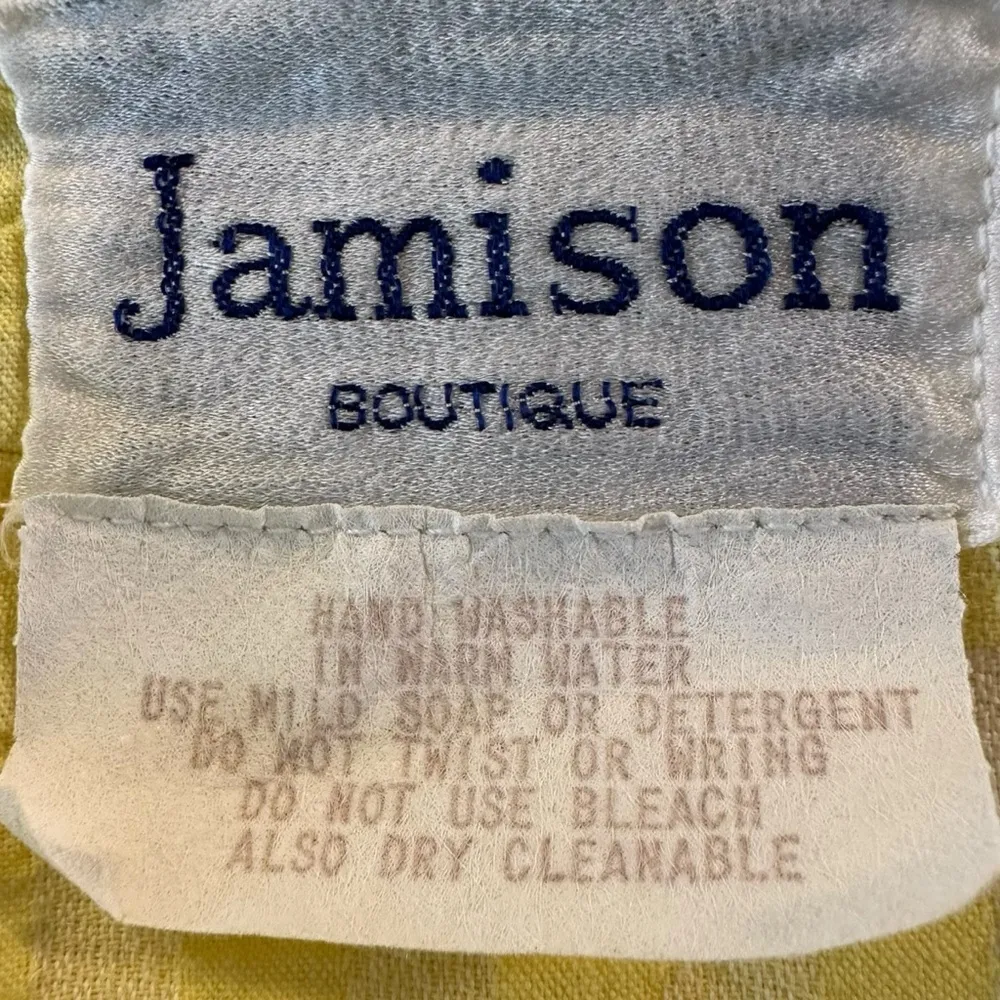 Jamison
BOUTIQUE
HAND WASHABLE
IN WARM WATER
USE MILD SOAP OR DETERGENT
DO NOT TWIST OR WRING
DO NOT USE BLEACH
ALSO DRY CLEANABLE